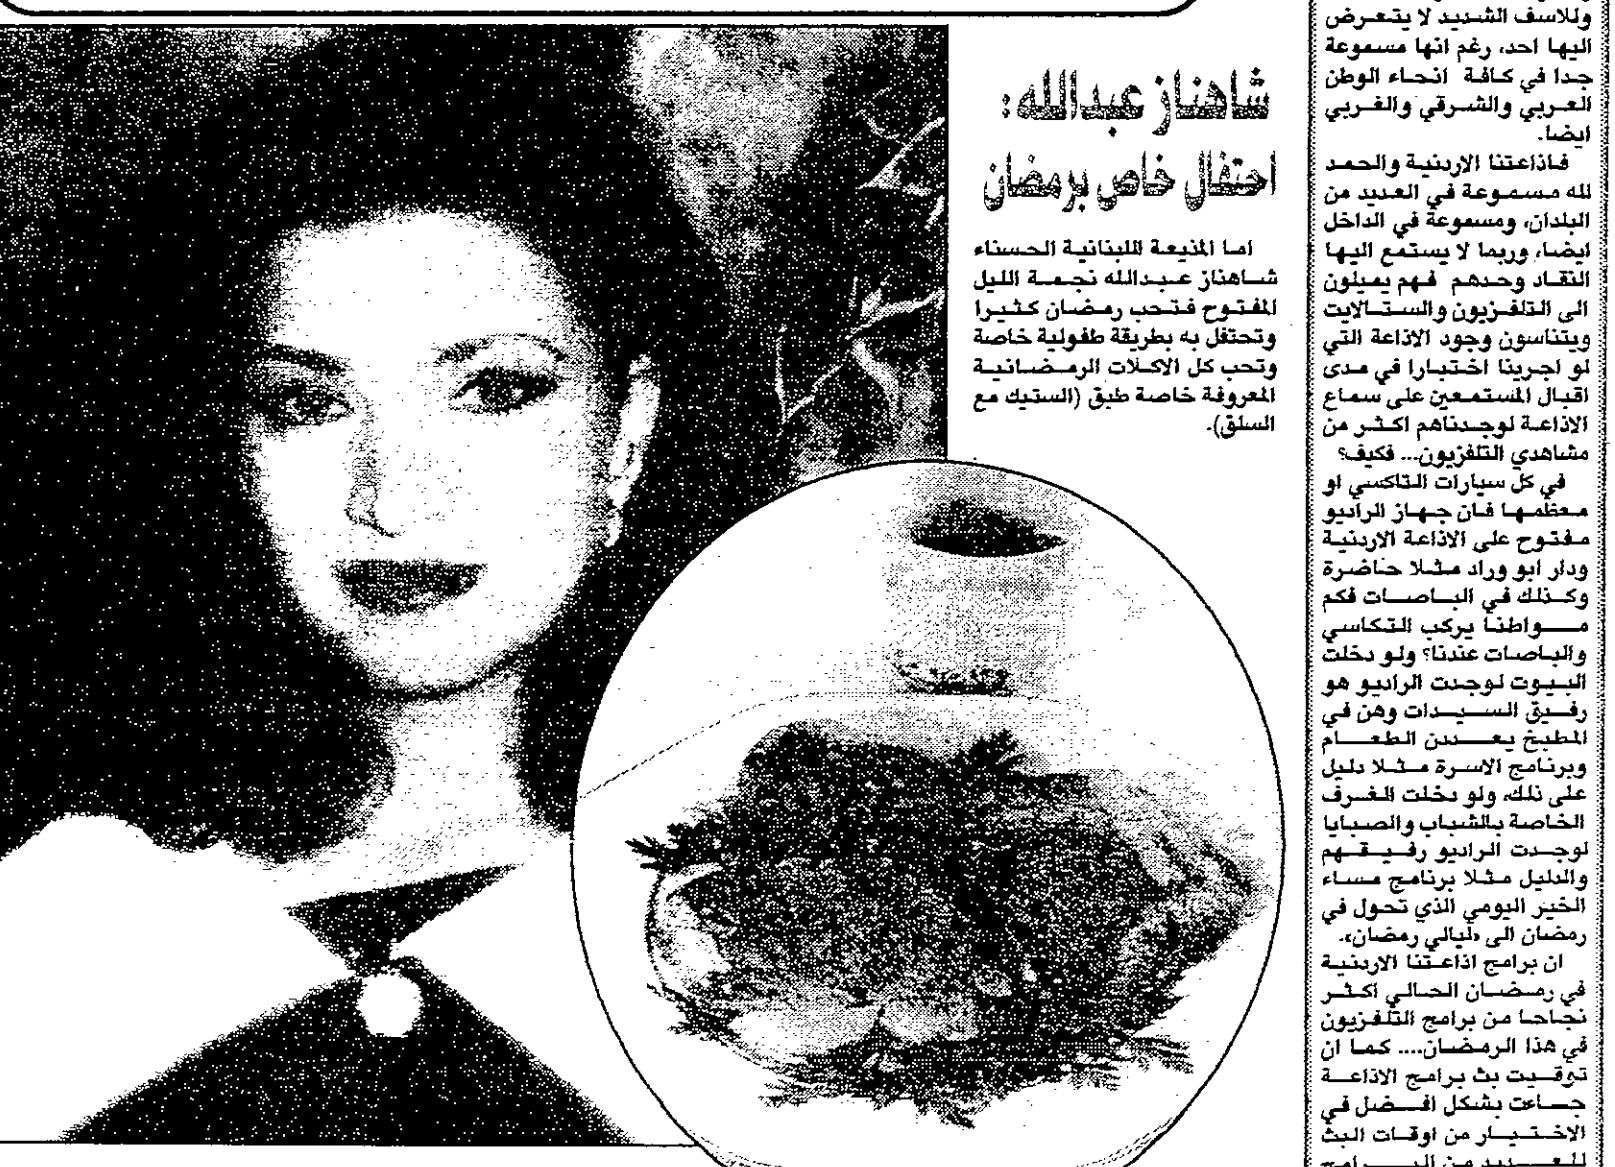 وللاسف الشديد لا يتعرض
اليها احد، رغم انها مسموعة
جدا في كافة انحاء الوطن
العربي والشرقي والغربي
ايضا.
فاذاعتنا الاردنية والحمد
لله مسموعة في العديد من
البلدان، ومسموعة في الداخل
ايضا، وربما لا يستمع اليها
النقاد وحدهم فهم يميلون
الى التلفزيون والستالايت
ويتناسون وجود الاذاعة التي
لو اجرينا اختبارا في مدى
اقبال المستمعين على سماع
الاذاعة لوجدناهم اكثر من
مشاهدي التلفزيون... فكيف؟
في كل سيارات التاكسي او
معظمها فان جهاز الراديو
مفتوح على الاذاعة الاردنية
ودار ابو وراد مثلا حاضرة
وكذلك في الباصات فكم
مواطنا يركب التكاسي
والباصات عندنا؟ ولو دخلت
البيوت لوجدت الراديو هو
رفيق السيدات وهن في
المطبخ يعددن الطعام
وبرنامج الاسرة مثلا دليل
على ذلك، ولو دخلت الغرف
الخاصة بالشباب والصبايا
لوجدت الراديو رفيقهم
والدليل مثلا برنامج مساء
الخير اليومي الذي تحول في
رمضان الى «ليالي رمضان».
ان برامج اذاعتنا الاردنية
في رمضان الحالي اكثر
نجاحا من برامج التلفزيون
في هذا الرمضان.... كما ان
توقيت بث برامج الاذاعة
جاءت بشكل افضل في
الاختيار من اوقات البث
للعديد من البرامج
شاهناز عبدالله:
احتفال خاص برمضان
اما المذيعة اللبنانية الحسناء
شاهناز عبدالله نجمة الليل
المفتوح فتحب رمضان كثيرا
وتحتفل به بطريقة طفولية خاصة
وتحب كل الاكلات الرمضانية
المعروفة خاصة طبق (الستيك مع
السلق).